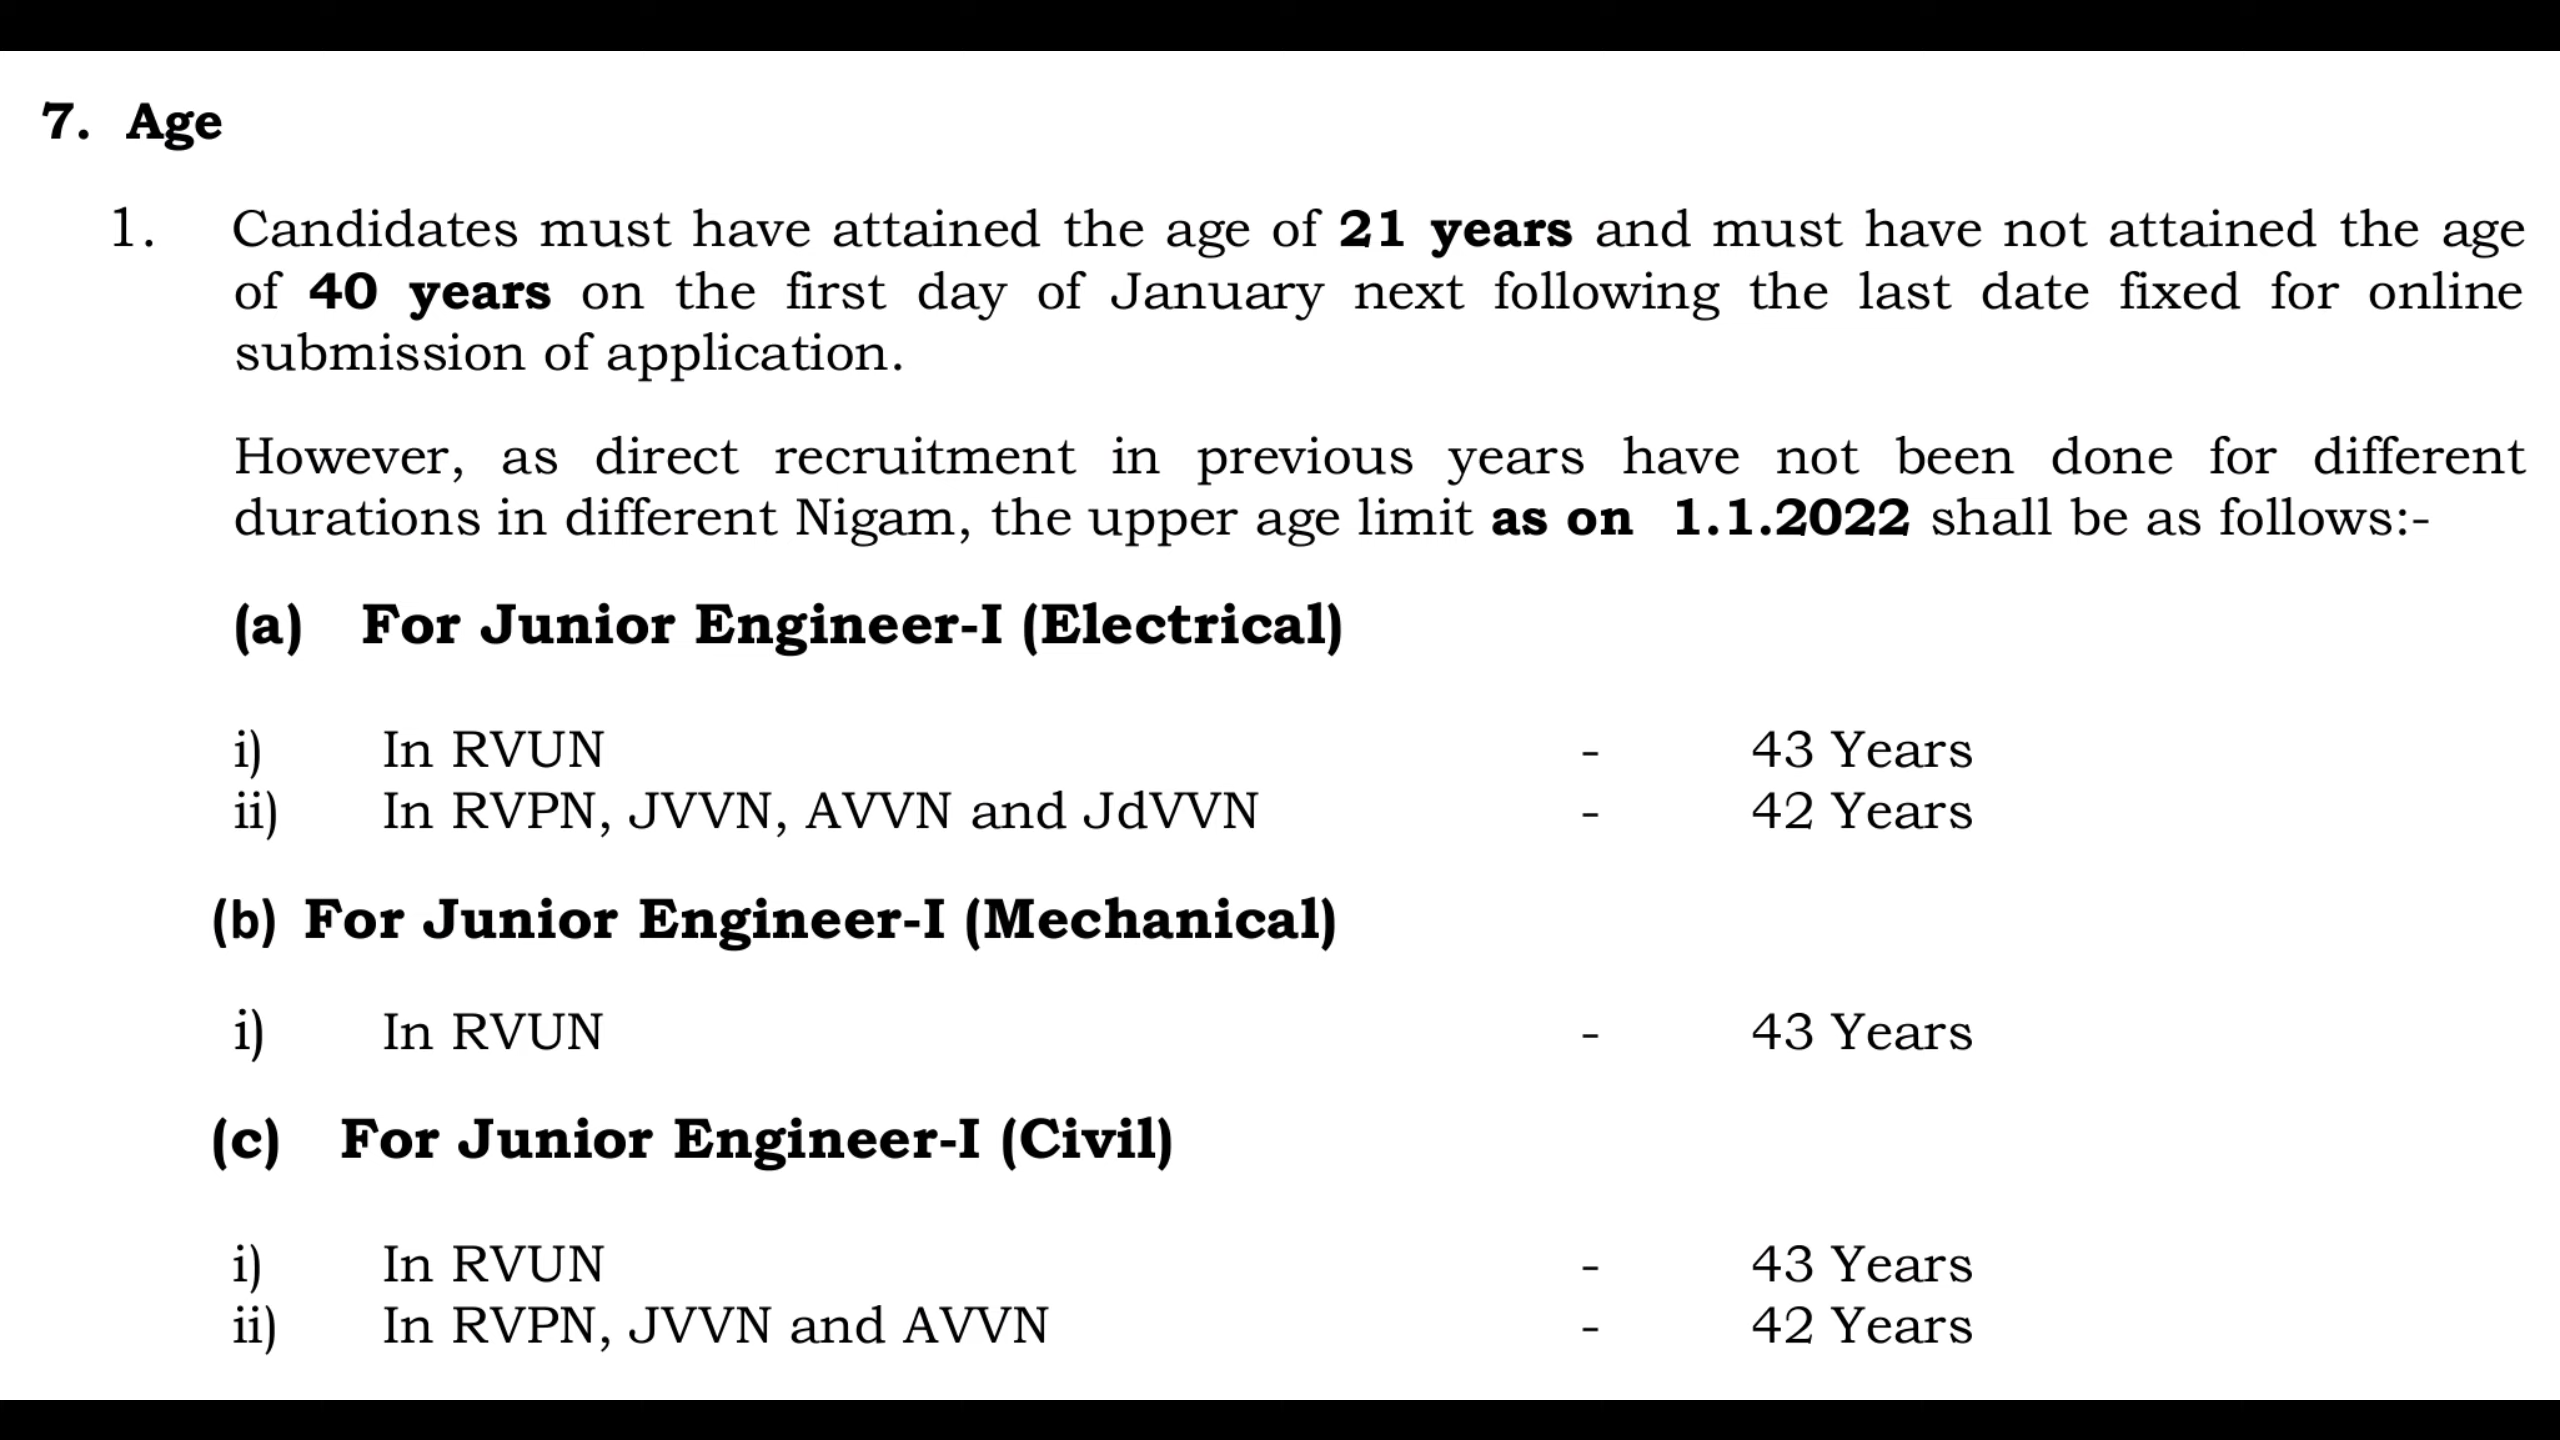 7. Age
1. Candidates must have attained the age of 21 years and must have not attained the age
of 40 years on the first day of January next following the last date fixed for online
submission of application.
However, as direct recruitment in previous years have not been done for different
durations in different Nigam, the upper age limit as on 1.1.2022 shall be as follows:-
(a) For Junior Engineer-I (Electrical)
i) In RVUN - 43 Years
ii) In RVPN, JVVN, AVVN and JdVVN - 42 Years
(b) For Junior Engineer-I (Mechanical)
i) In RVUN - 43 Years
(c) For Junior Engineer-I (Civil)
i) In RVUN - 43 Years
ii) In RVPN, JVVN and AVVN - 42 Years